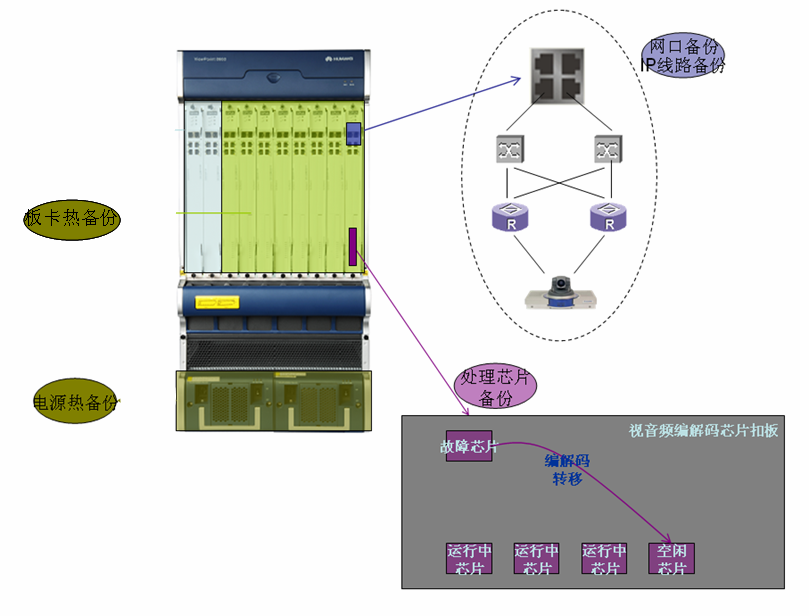 网口备份
IP线路备份
HUAWEI
板卡热备份
R
R
电源热备份
处理芯片
备份
视音频编解码芯片扣板
故障芯片
编解码
转移
运行中
芯片
运行中
芯片
运行中
芯片
空闲
芯片